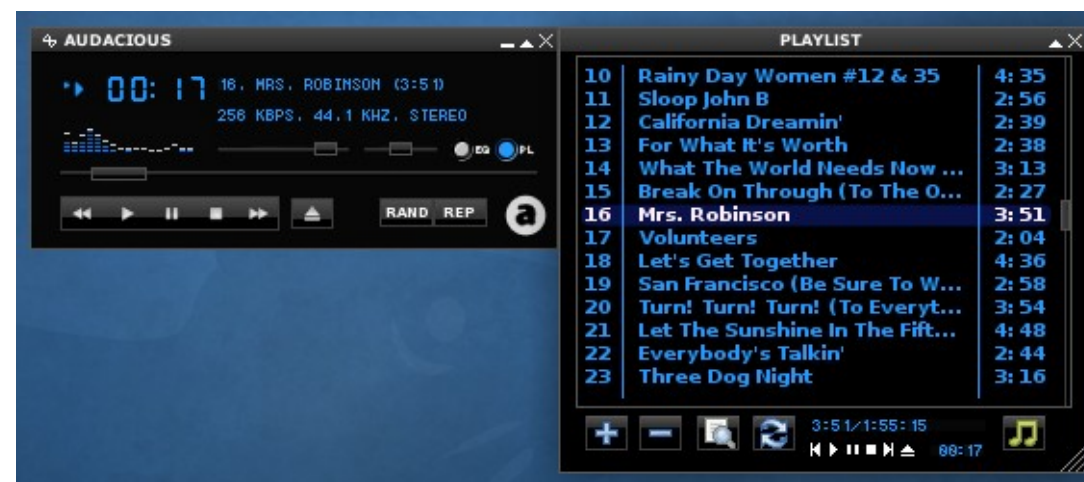 AUDACIOUS
00:17
16. MRS. ROBINSON (3:51)
256 KBPS, 44.1 KHZ, STEREO
EQ PL
RAND REP
a
PLAYLIST
10 Rainy Day Women #12 & 35 4:35
11 Sloop John B 2:56
12 California Dreamin' 2:39
13 For What It's Worth 2:38
14 What The World Needs Now ... 3:13
15 Break On Through (To The O... 2:27
16 Mrs. Robinson 3:51
17 Volunteers 2:04
18 Let's Get Together 4:36
19 San Francisco (Be Sure To W... 2:58
20 Turn! Turn! Turn! (To Everyt... 3:54
21 Let The Sunshine In The Fift... 4:48
22 Everybody's Talkin' 2:44
23 Three Dog Night 3:16
3:51/1:55:15
00:17